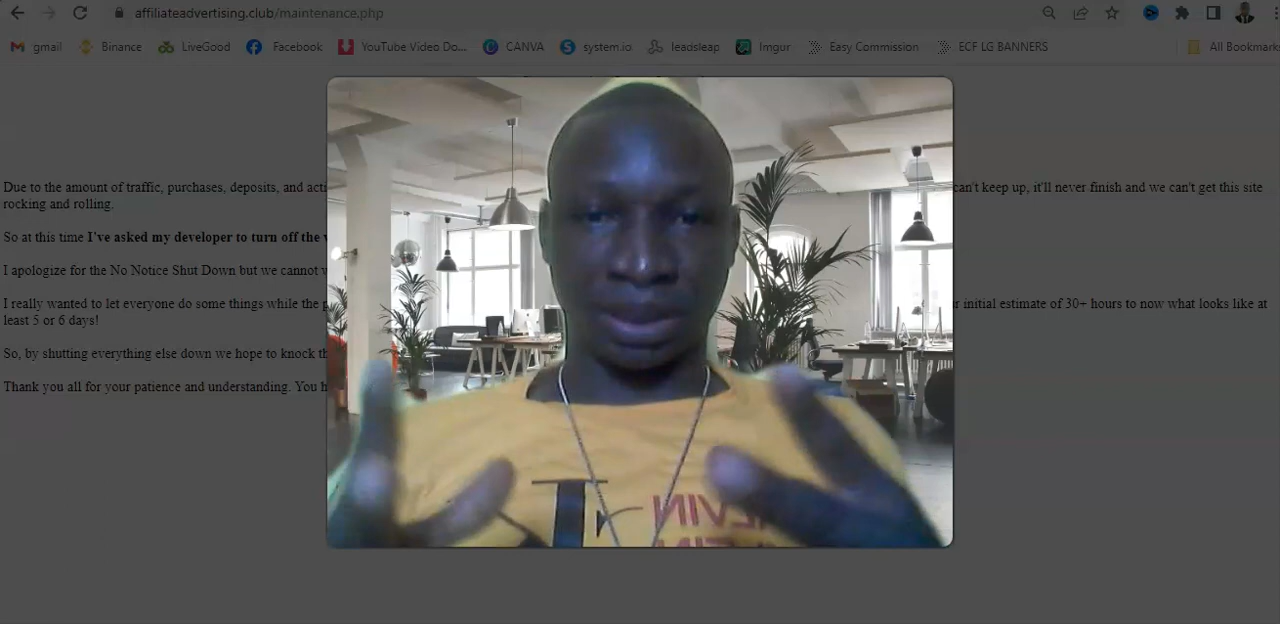 affiliateadvertising.club/maintenance.php
gmail Binance LiveGood Facebook YouTube Video Do... CANVA system.io leadsleap Imgur Easy Commission ECF LG BANNERS All Bookmark
Due to the amount of traffic, purchases, deposits, and acti can't keep up, it'll never finish and we can't get this site
rocking and rolling.
So at this time I've asked my developer to turn off the
I apologize for the No Notice Shut Down but we cannot
I really wanted to let everyone do some things while the initial estimate of 30+ hours to now what looks like at
least 5 or 6 days!
So, by shutting everything else down we hope to knock
Thank you all for your patience and understanding. You